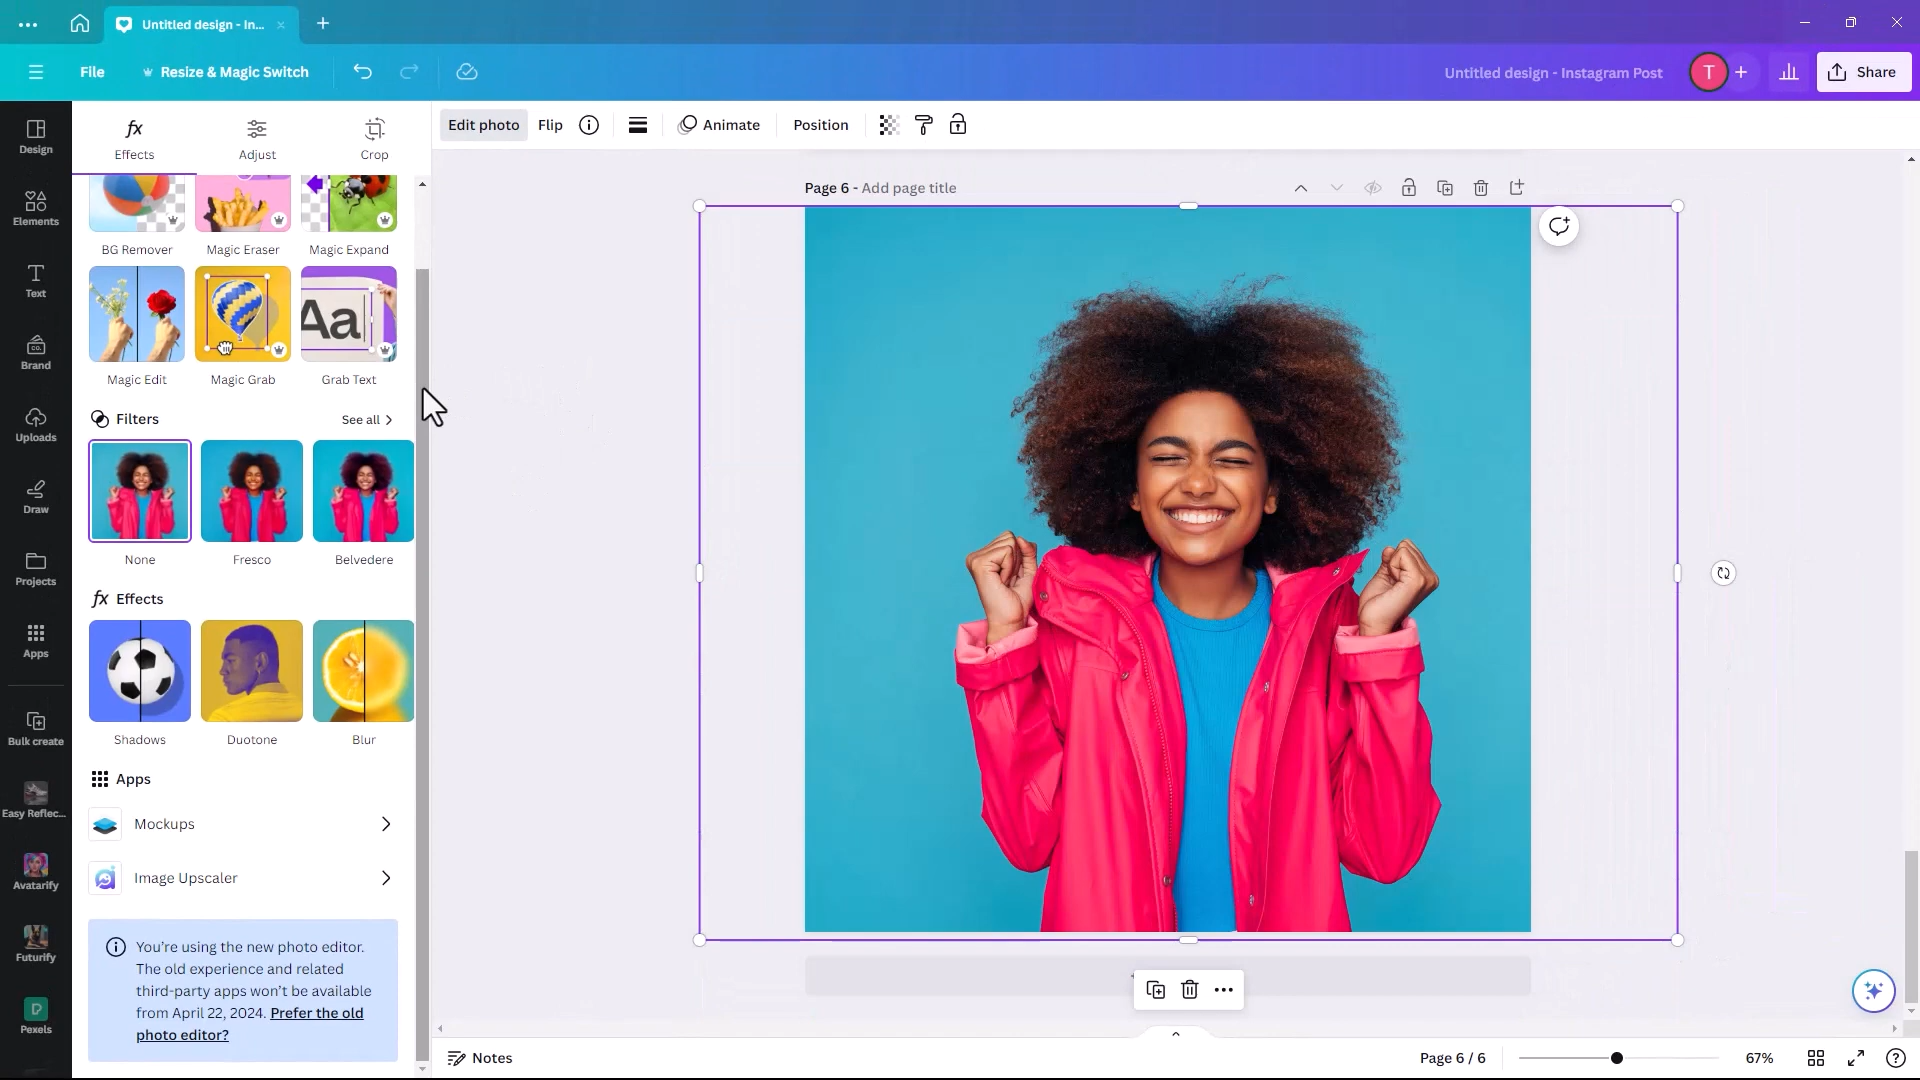 Untitled design - In...
File
Resize & Magic Switch
Untitled design - Instagram Post
T
Share
Design
Elements
Text
Brand
Uploads
Draw
Projects
Apps
Bulk create
Easy Reflec...
Avatarify
Futurify
Pexels
fx
Effects
Adjust
Crop
BG Remover
Magic Eraser
Magic Expand
Aa
Magic Edit
Magic Grab
Grab Text
Filters
See all
None
Fresco
Belvedere
fx Effects
Shadows
Duotone
Blur
Apps
Mockups
Image Upscaler
You're using the new photo editor.
The old experience and related
third-party apps won't be available
from April 22, 2024. Prefer the old
photo editor?
Edit photo
Flip
Animate
Position
Page 6 - Add page title
Notes
Page 6 / 6
67%